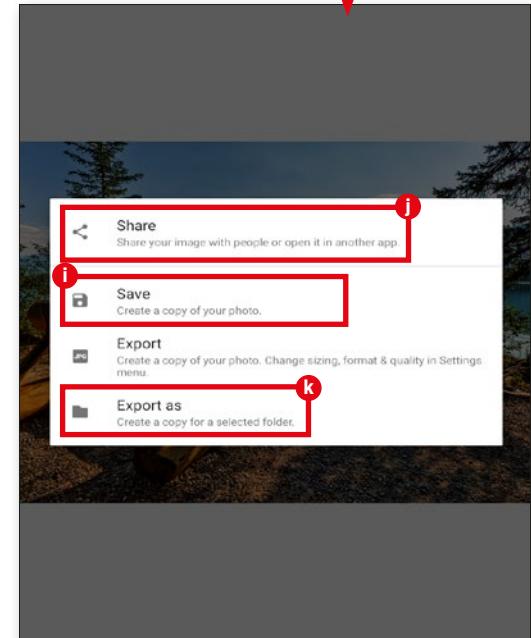 j
Share
Share your image with people or open it in another app.
i
Save
Create a copy of your photo.
JPG
Export
Create a copy of your photo. Change sizing, format & quality in Settings
menu.
k
Export as
Create a copy for a selected folder.